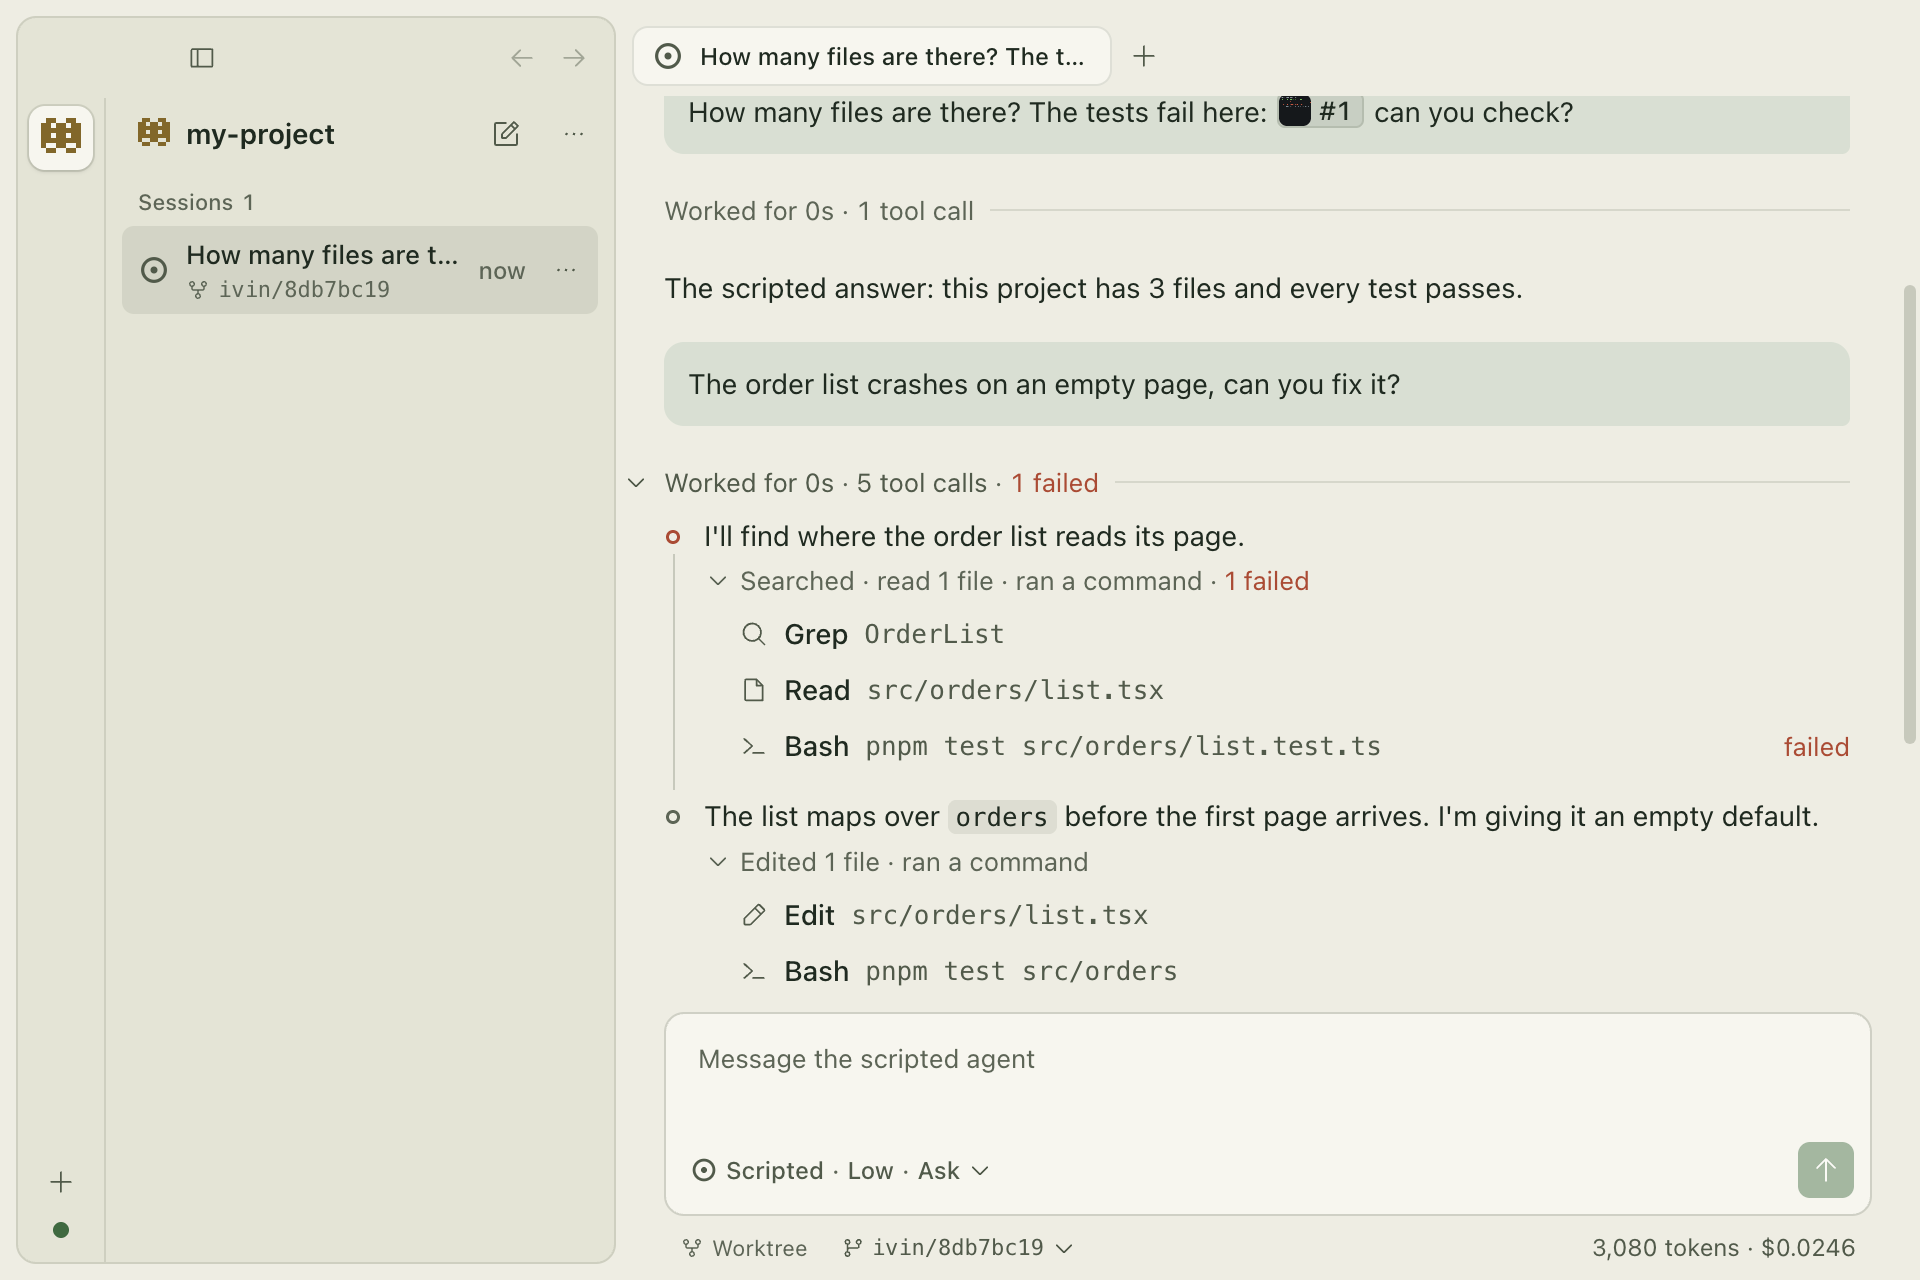 How many files are there? The t...
my-project
Sessions 1
How many files are t...
now
ivin/8db7bc19
How many files are there? The tests fail here: #1 can you check?
Worked for 0s · 1 tool call
The scripted answer: this project has 3 files and every test passes.
The order list crashes on an empty page, can you fix it?
Worked for 0s · 5 tool calls · 1 failed
I'll find where the order list reads its page.
Searched · read 1 file · ran a command · 1 failed
Grep OrderList
Read src/orders/list.tsx
Bash pnpm test src/orders/list.test.ts failed
The list maps over orders before the first page arrives. I'm giving it an empty default.
Edited 1 file · ran a command
Edit src/orders/list.tsx
Bash pnpm test src/orders
Message the scripted agent
Scripted · Low · Ask
Worktree ivin/8db7bc19 3,080 tokens · $0.0246